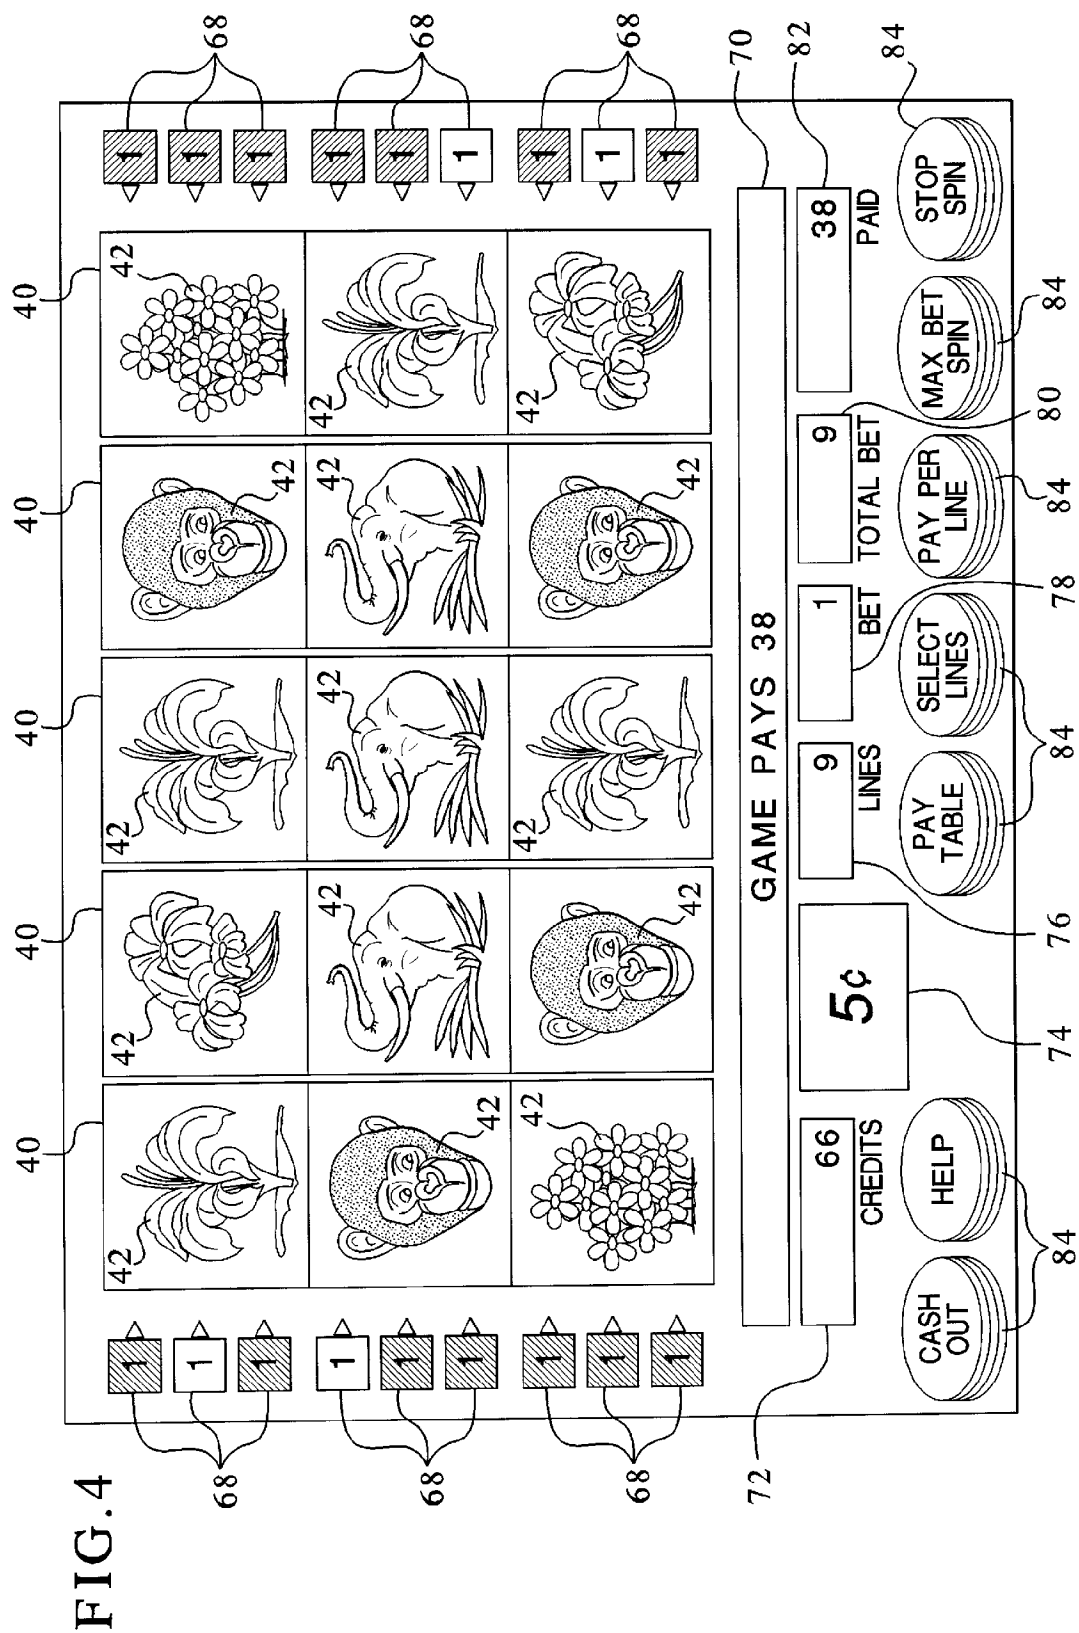 40 40 40 40 40
FIG.4
1 42 42 42 42 1
1 1
68 68
1 42 1
1 42 42 42 1
1 1
68 68
1 42 1
42 42 42 42
1 1
1 1
68 68
1 42 1
GAME PAYS 38
70
72
66 5¢ 9 1 9 38
82
CREDITS LINES BET TOTAL BET PAID
CASH OUT
HELP
PAY TABLE
SELECT LINES
PAY PER LINE
MAX BET SPIN
STOP SPIN
84
84 74 76 84 78 84 80 84